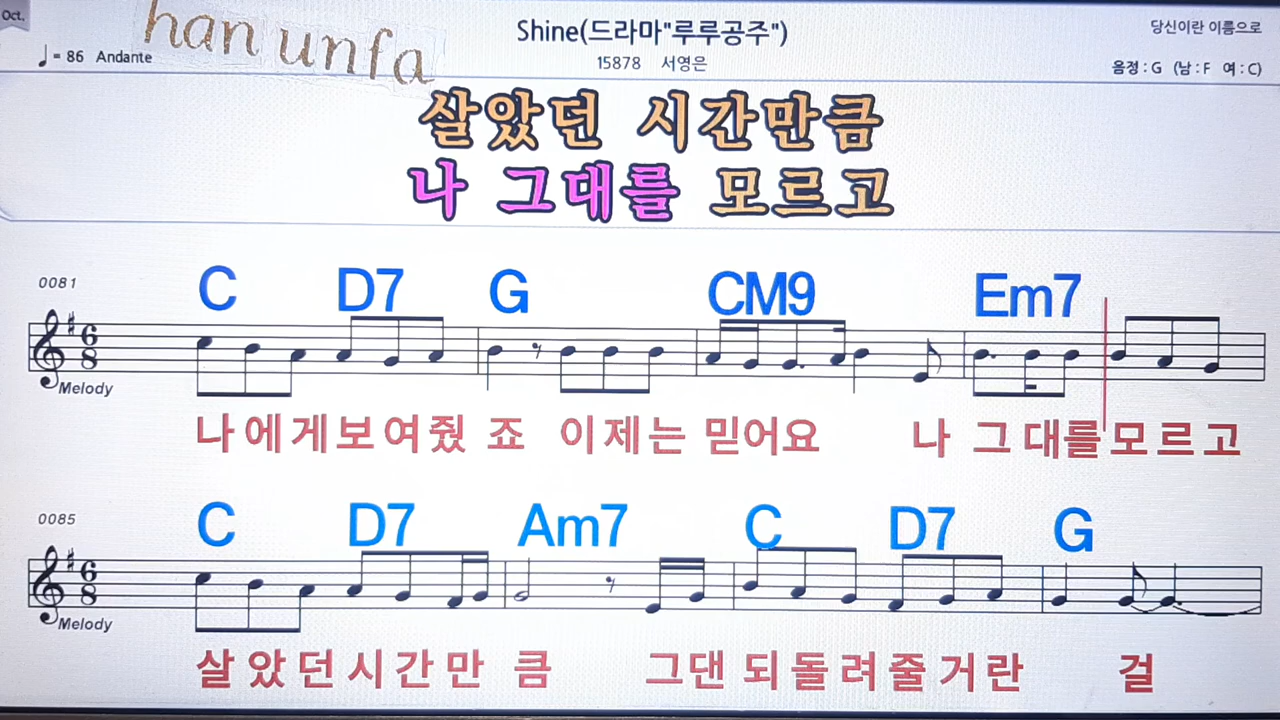 Oct.
han unfa
Shine(드라마"루루공주")
당신이란 이름으로
♩= 86 Andante
15878 서영은
음정 : G (남 : F 여 : C)
살았던 시간만큼
나 그대를 모르고
0081
C D7 G CM9 Em7
6
8
Melody
나에게보여줬 죠 이제는 믿어요 나 그대를모르고
0085
C D7 Am7 C D7 G
6
8
Melody
살았던시간만 큼 그댄 되돌려줄거란 걸